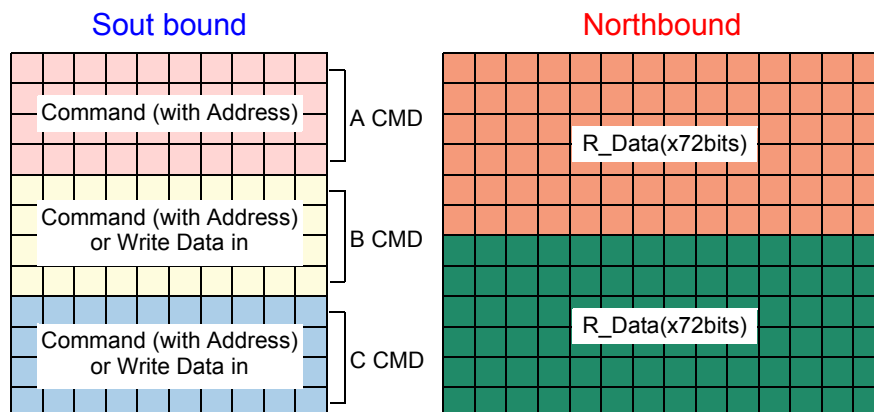 Sout bound
Northbound
Command (with Address)
A CMD
R_Data(x72bits)
Command (with Address)
or Write Data in
B CMD
Command (with Address)
or Write Data in
C CMD
R_Data(x72bits)